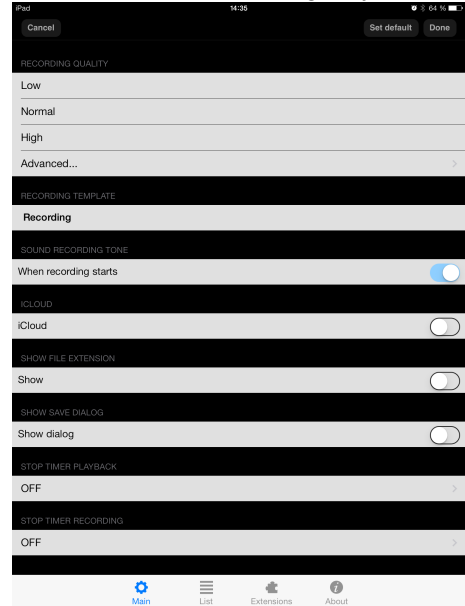 iPad 14:35 64 %
Cancel Set default Done
RECORDING QUALITY
Low
Normal
High
Advanced...
RECORDING TEMPLATE
Recording
SOUND RECORDING TONE
When recording starts
ICLOUD
iCloud
SHOW FILE EXTENSION
Show
SHOW SAVE DIALOG
Show dialog
STOP TIMER PLAYBACK
OFF
STOP TIMER RECORDING
OFF
Main List Extensions About